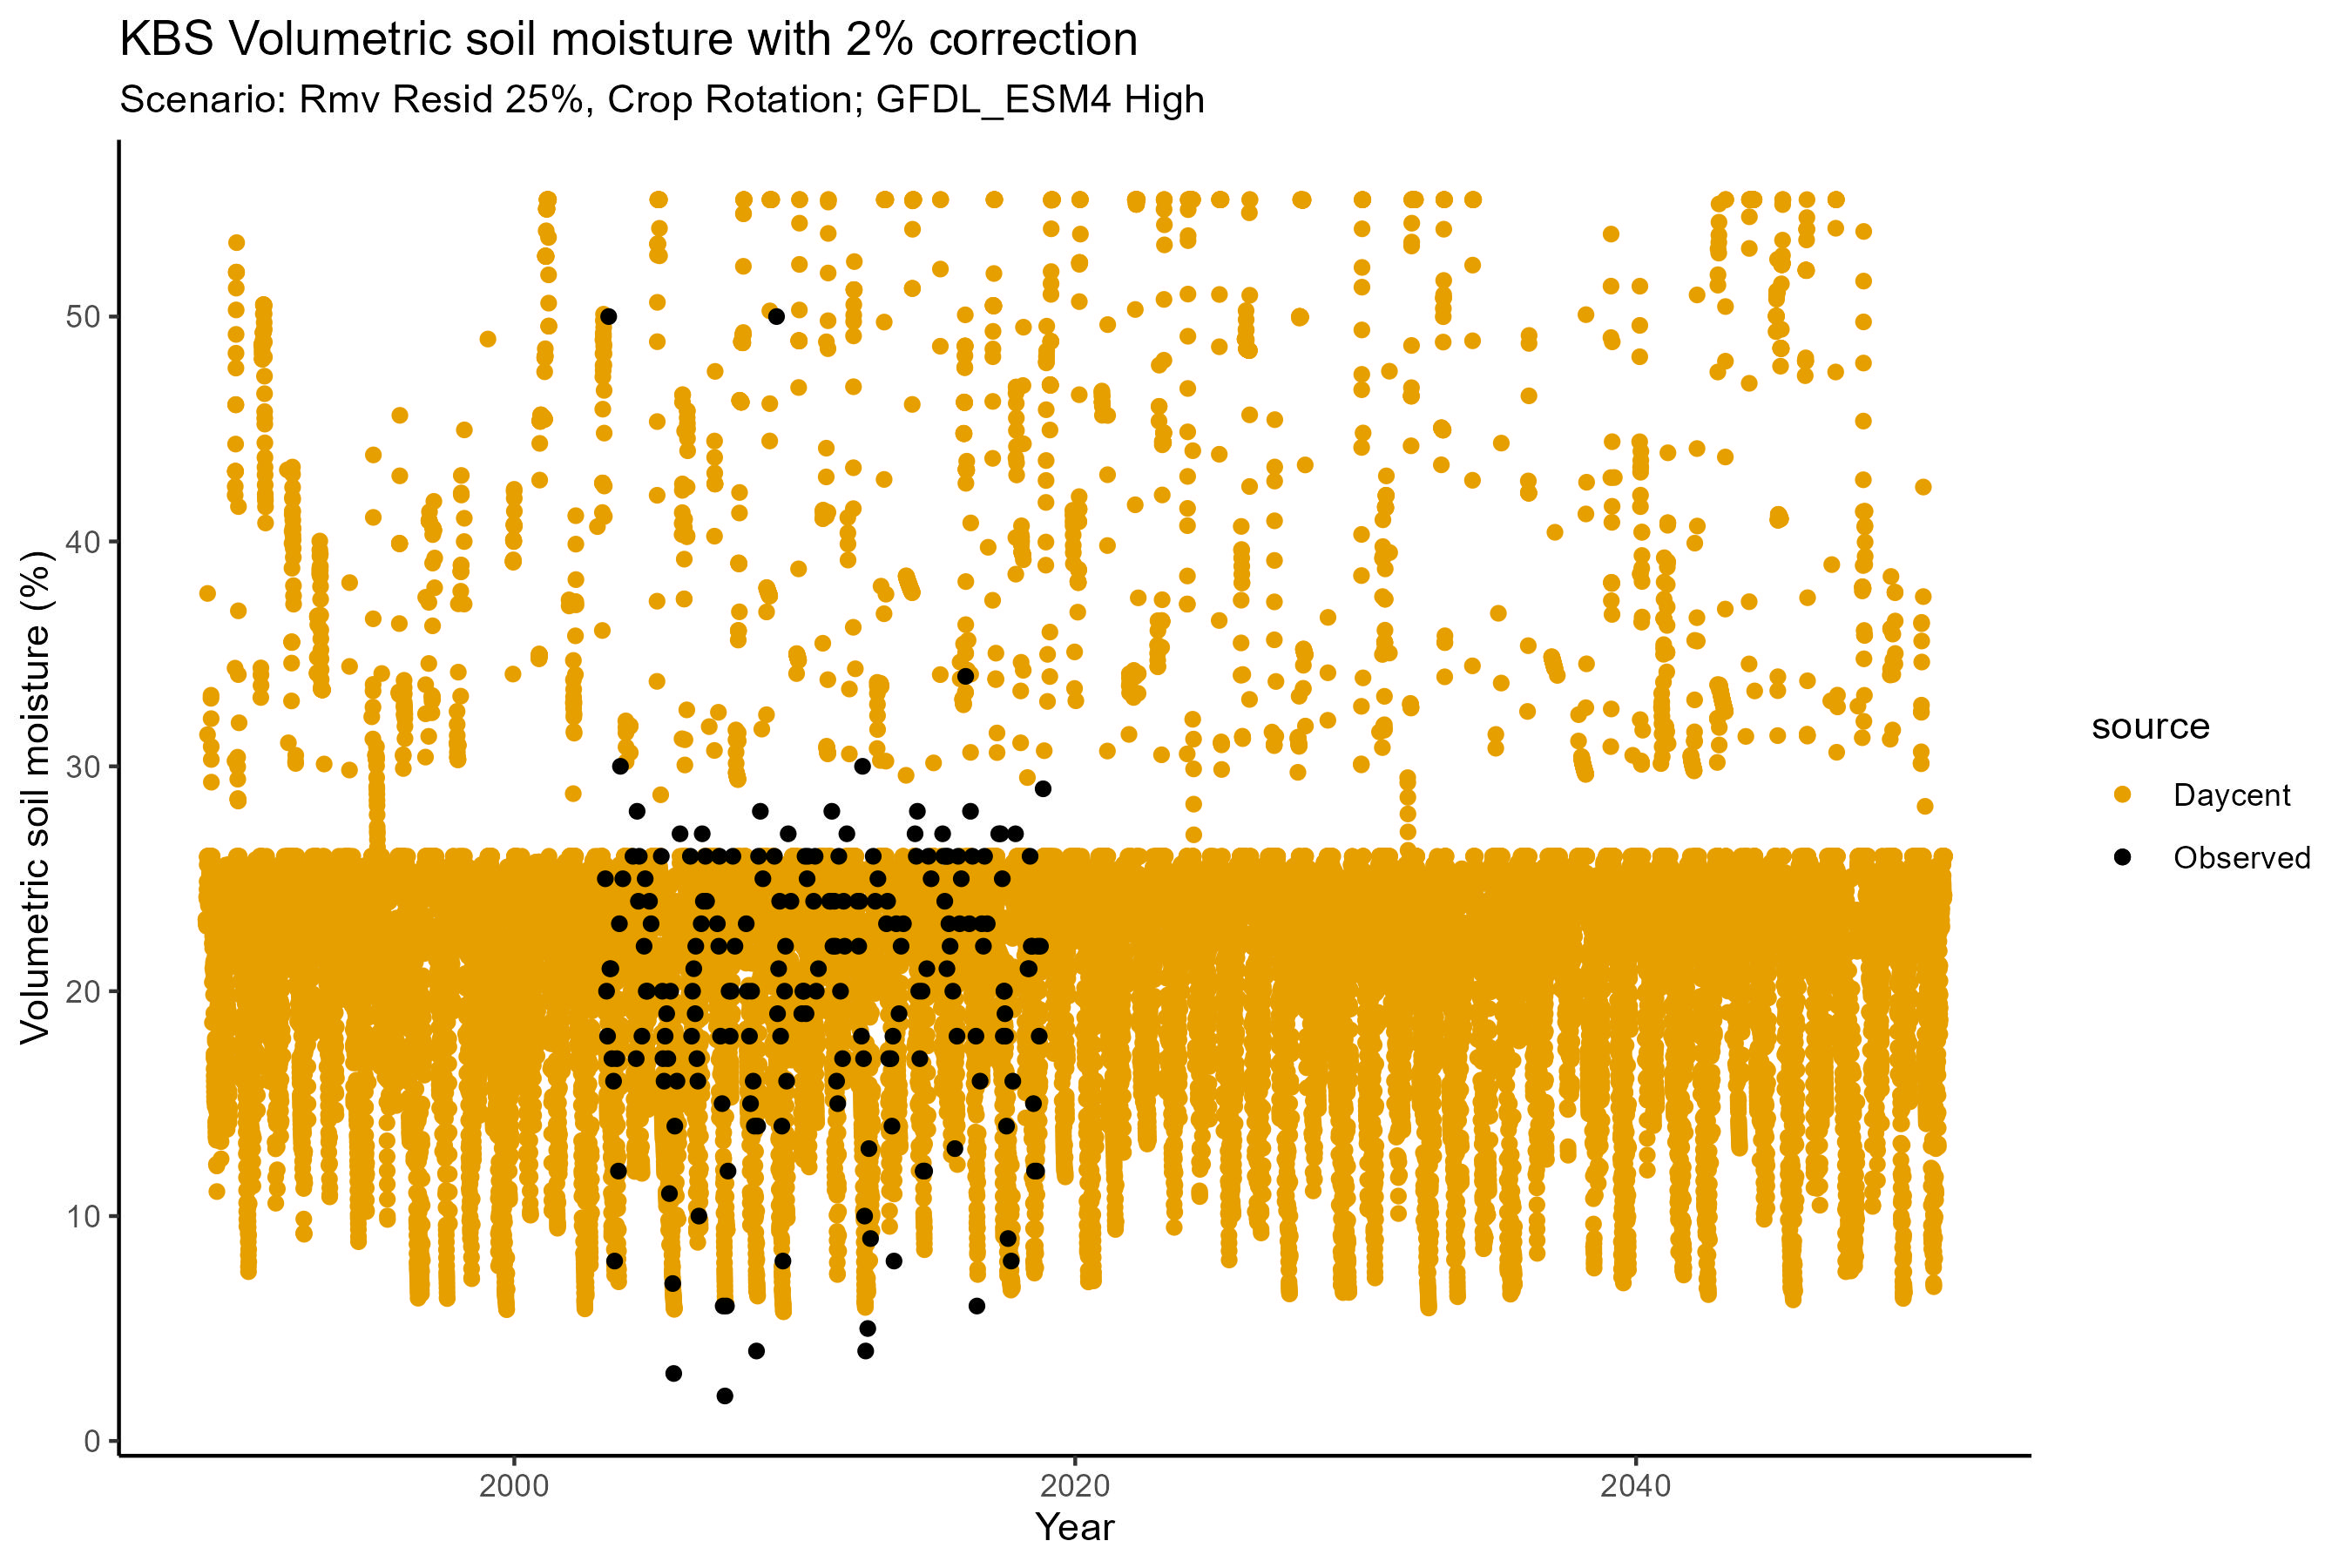 KBS Volumetric soil moisture with 2% correction
Scenario: Rmv Resid 25%, Crop Rotation; GFDL_ESM4 High
Volumetric soil moisture (%)
50
40
30
20
10
0
2000
2020
2040
Year
source
Daycent
Observed